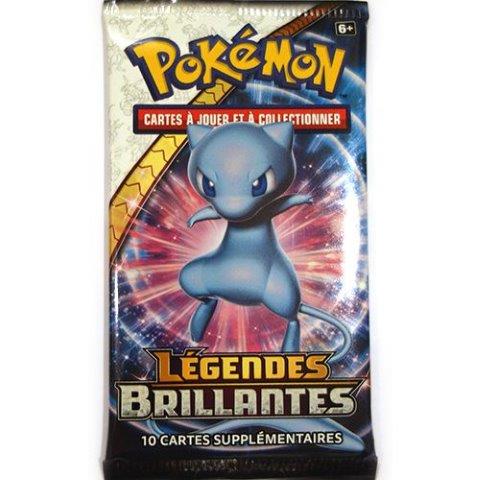 6+
POKéMON
CARTES À JOUER ET À COLLECTIONNER
LÉGENDES
BRILLANTES
10 CARTES SUPPLÉMENTAIRES